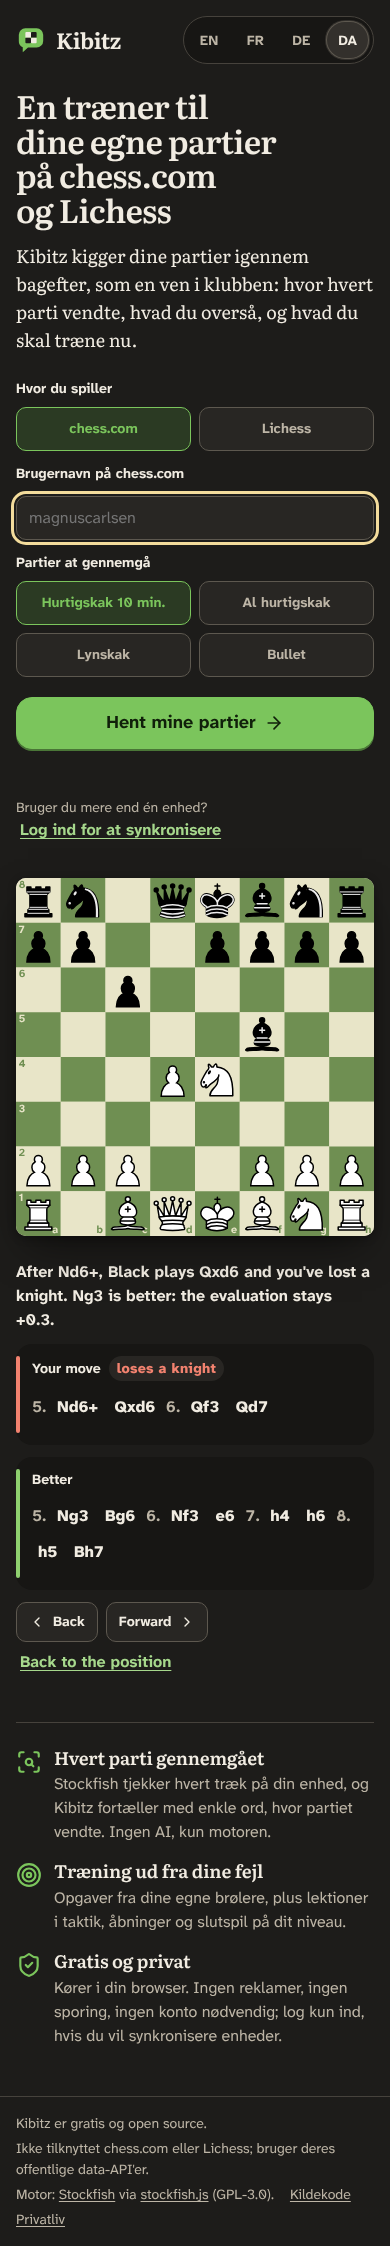 Kibitz
EN FR DE DA
En træner til
dine egne partier
på chess.com
og Lichess
Kibitz kigger dine partier igennem
bagefter, som en ven i klubben: hvor hvert
parti vendte, hvad du overså, og hvad du
skal træne nu.
Hvor du spiller
chess.com Lichess
Brugernavn på chess.com
magnuscarlsen
Partier at gennemgå
Hurtigskak 10 min. Al hurtigskak
Lynskak Bullet
Hent mine partier →
Bruger du mere end én enhed?
Log ind for at synkronisere
8
7
6
5
4
3
2
1
a b c d e f g h
After Nd6+, Black plays Qxd6 and you've lost a
knight. Ng3 is better: the evaluation stays
+0.3.
Your move loses a knight
5. Nd6+ Qxd6 6. Qf3 Qd7
Better
5. Ng3 Bg6 6. Nf3 e6 7. h4 h6 8.
h5 Bh7
Back Forward
Back to the position
Hvert parti gennemgået
Stockfish tjekker hvert træk på din enhed, og
Kibitz fortæller med enkle ord, hvor partiet
vendte. Ingen AI, kun motoren.
Træning ud fra dine fejl
Opgaver fra dine egne brølere, plus lektioner
i taktik, åbninger og slutspil på dit niveau.
Gratis og privat
Kører i din browser. Ingen reklamer, ingen
sporing, ingen konto nødvendig; log kun ind,
hvis du vil synkronisere enheder.
Kibitz er gratis og open source.
Ikke tilknyttet chess.com eller Lichess; bruger deres
offentlige data-API'er.
Motor: Stockfish via stockfish.js (GPL-3.0). Kildekode
Privatliv